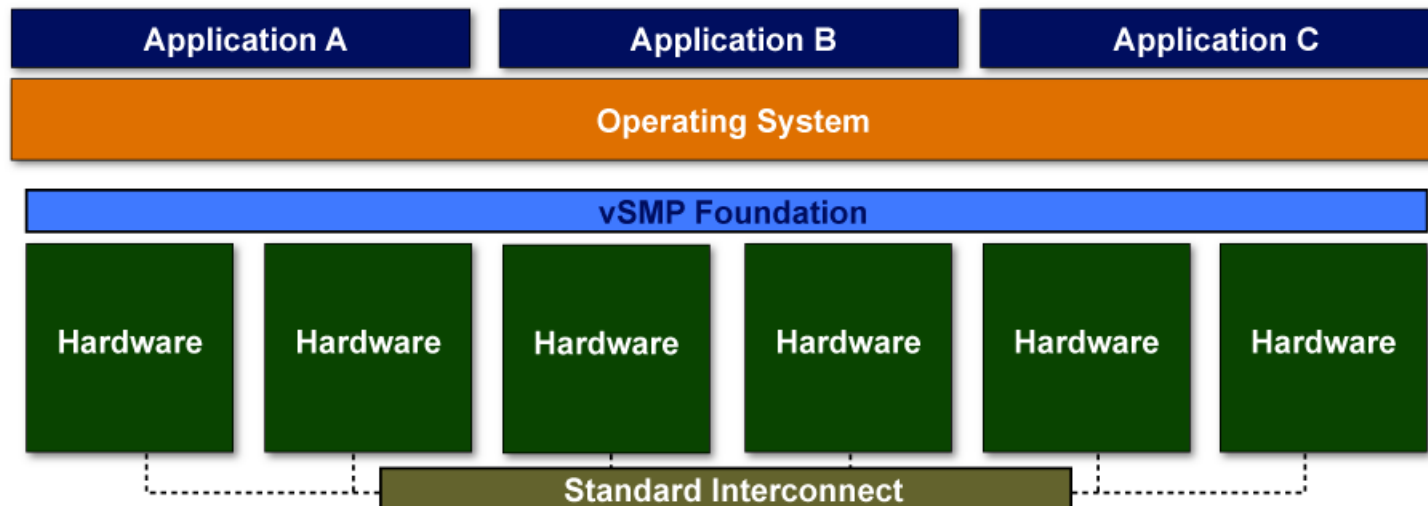 Application A
Application B
Application C
Operating System
vSMP Foundation
Hardware
Hardware
Hardware
Hardware
Hardware
Hardware
Standard Interconnect